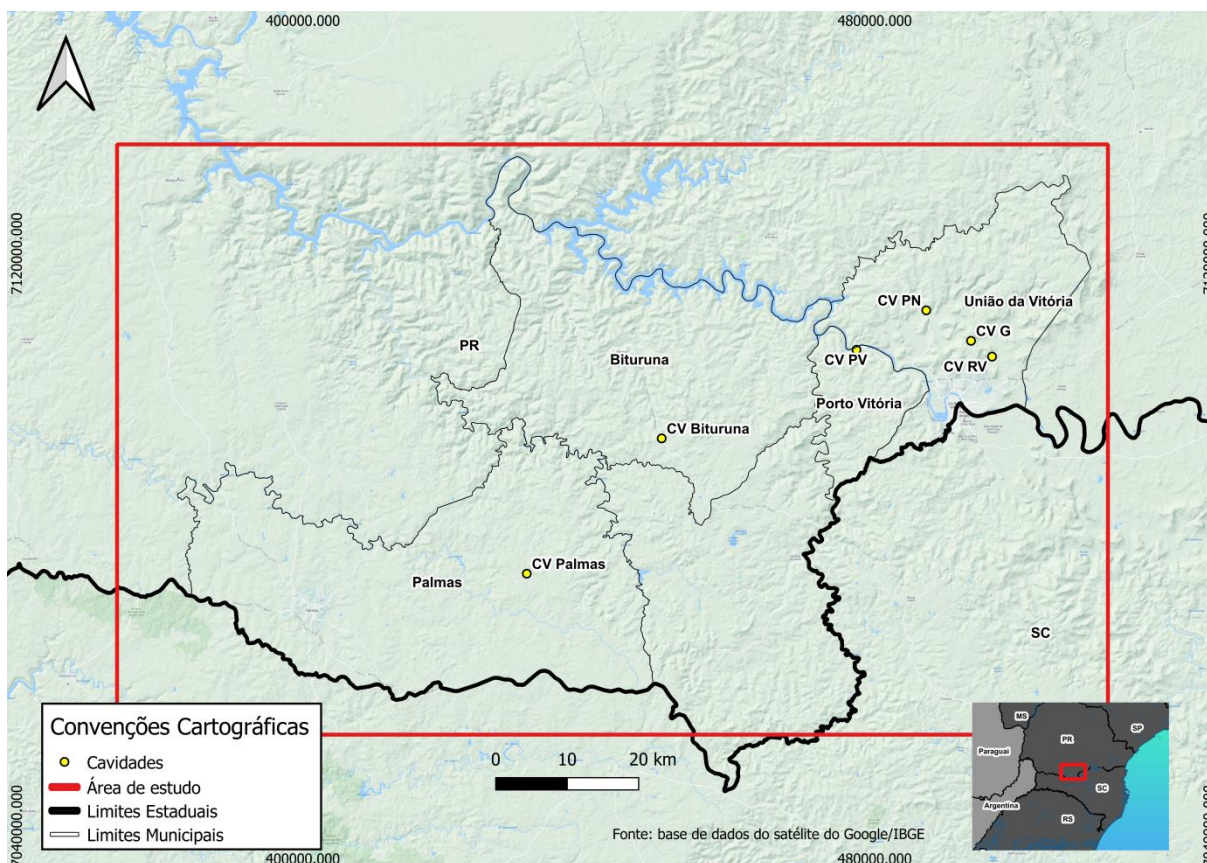 400000.000
480000.000
7120000.000
7120000.000
CV PN
União da Vitória
CV G
PR
CV PV
CV RV
Bituruna
Porto Vitória
CV Bituruna
CV Palmas
Palmas
SC
Convenções Cartográficas
Cavidades
Área de estudo
Limites Estaduais
Limites Municipais
0 10 20 km
Fonte: base de dados do satélite do Google/IBGE
MS
SP
PR
Paraguai
SC
Argentina
RS
7040000.000
400000.000
480000.000